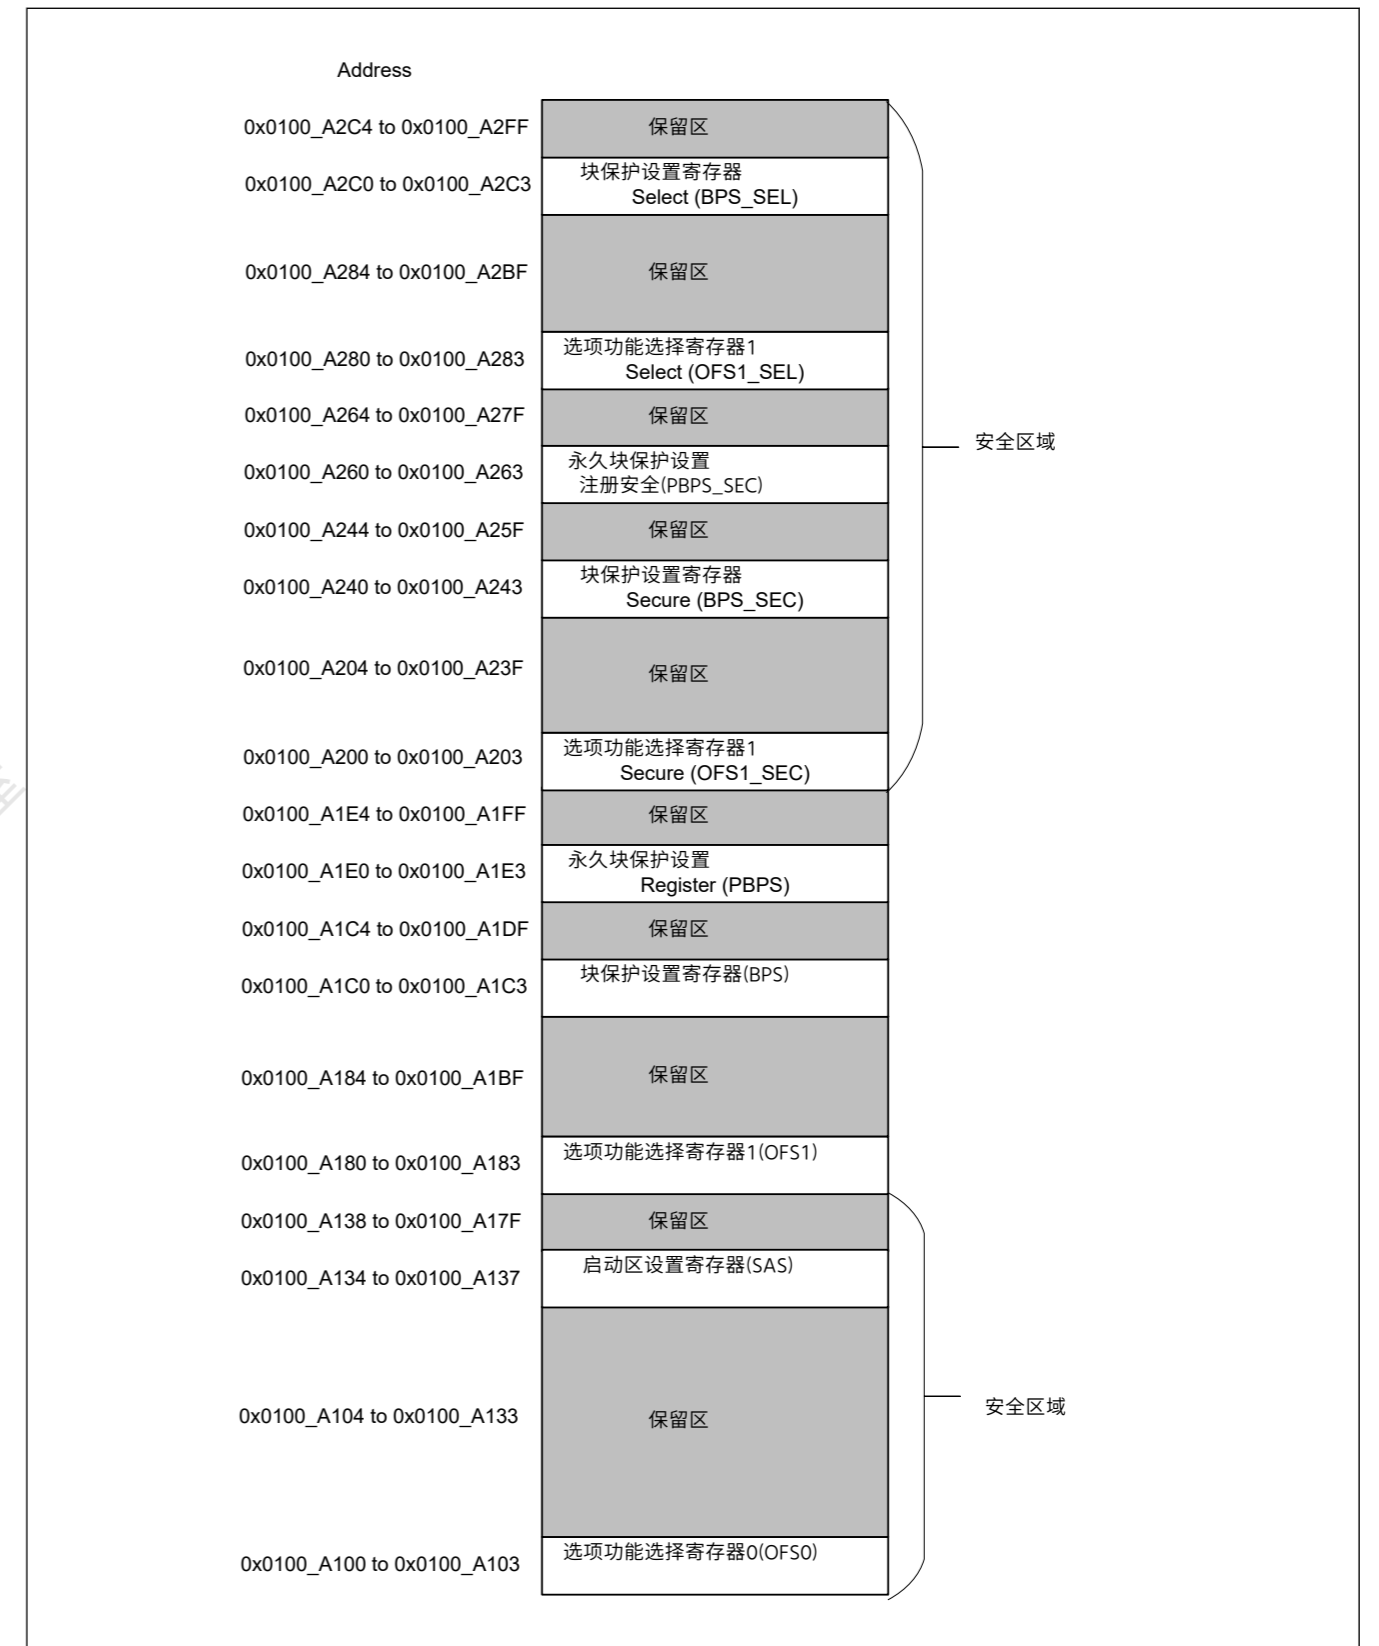 Address
0x0100_A2C4 to 0x0100_A2FF
保留区
0x0100_A2C0 to 0x0100_A2C3
块保护设置寄存器
Select (BPS_SEL)
0x0100_A284 to 0x0100_A2BF
保留区
0x0100_A280 to 0x0100_A283
选项功能选择寄存器1
Select (OFS1_SEL)
0x0100_A264 to 0x0100_A27F
保留区
安全区域
0x0100_A260 to 0x0100_A263
永久块保护设置
注册安全(PBPS_SEC)
0x0100_A244 to 0x0100_A25F
保留区
0x0100_A240 to 0x0100_A243
块保护设置寄存器
Secure (BPS_SEC)
0x0100_A204 to 0x0100_A23F
保留区
0x0100_A200 to 0x0100_A203
选项功能选择寄存器1
Secure (OFS1_SEC)
0x0100_A1E4 to 0x0100_A1FF
保留区
0x0100_A1E0 to 0x0100_A1E3
永久块保护设置
Register (PBPS)
0x0100_A1C4 to 0x0100_A1DF
保留区
0x0100_A1C0 to 0x0100_A1C3
块保护设置寄存器(BPS)
0x0100_A184 to 0x0100_A1BF
保留区
0x0100_A180 to 0x0100_A183
选项功能选择寄存器1(OFS1)
0x0100_A138 to 0x0100_A17F
保留区
0x0100_A134 to 0x0100_A137
启动区设置寄存器(SAS)
0x0100_A104 to 0x0100_A133
保留区
安全区域
0x0100_A100 to 0x0100_A103
选项功能选择寄存器0(OFS0)